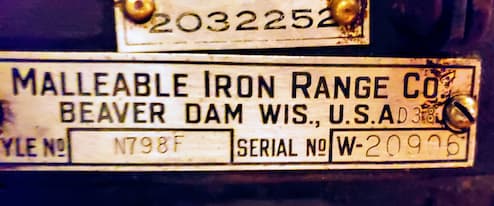 2032252
MALLEABLE IRON RANGE CO
BEAVER DAM WIS., U.S.A
YLE NO N798F SERIAL NO W-20906